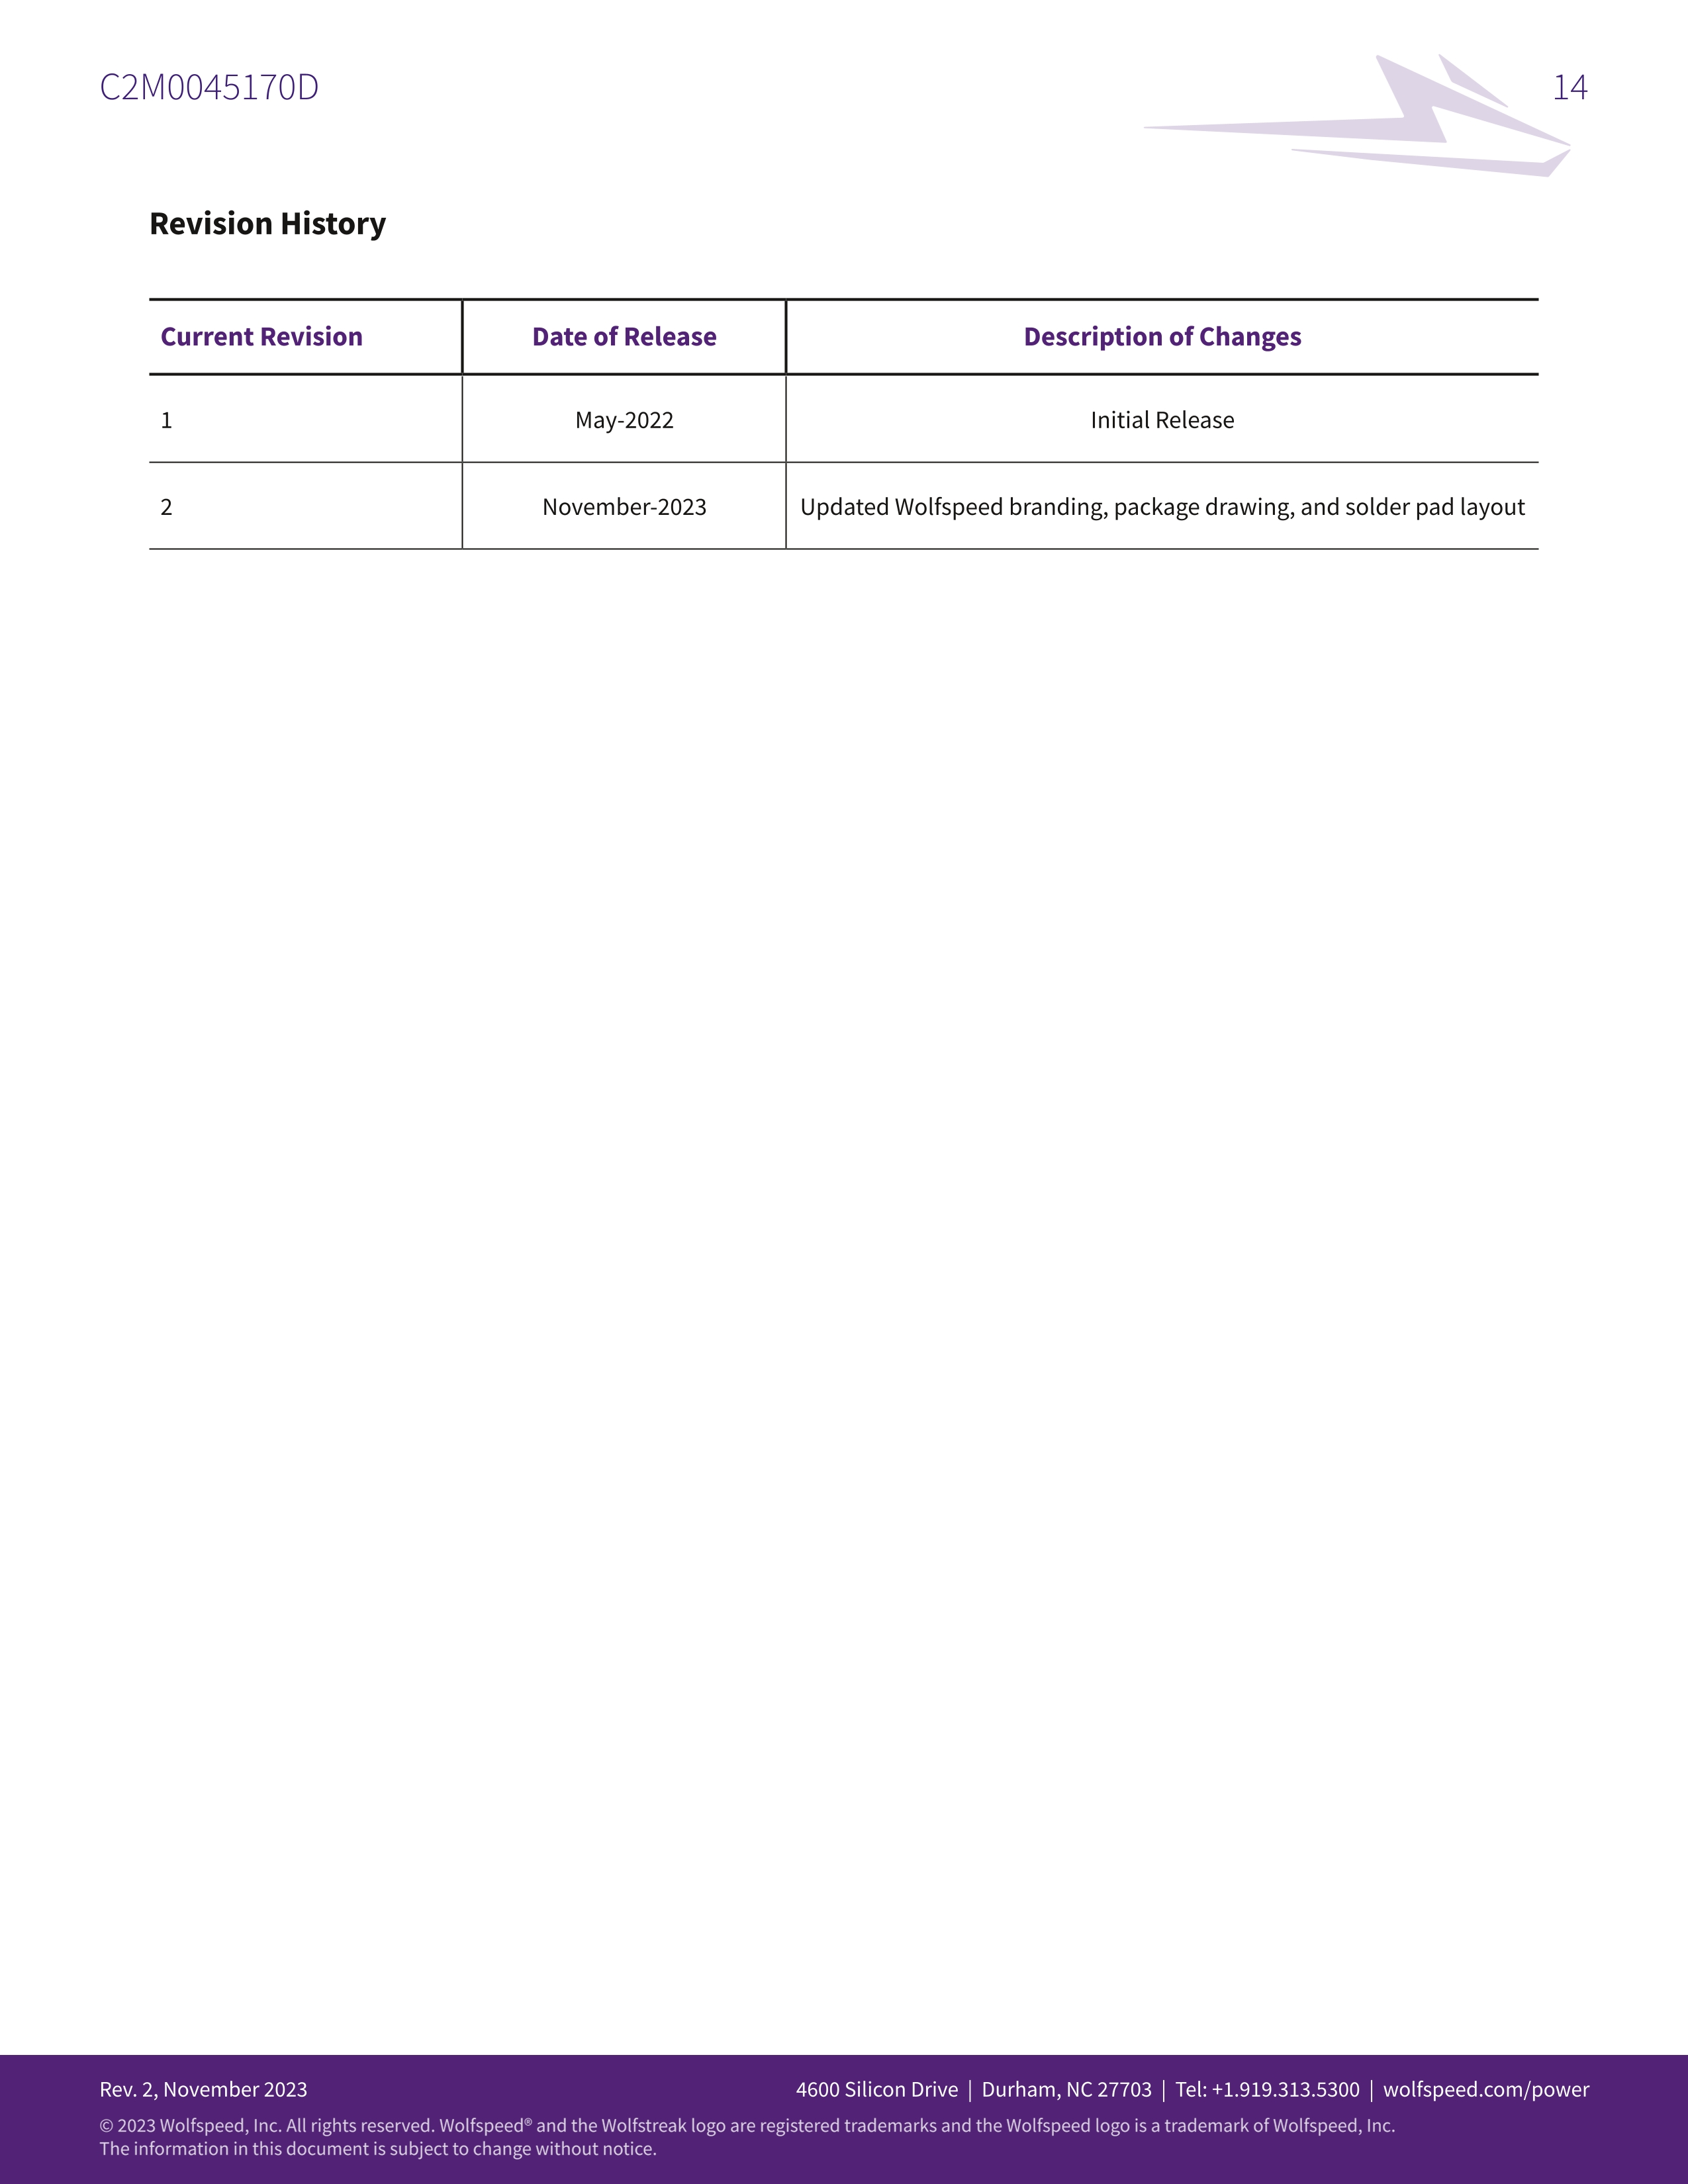 C2M0045170D
14
Revision History
Current Revision Date of Release Description of Changes
1 May-2022 Initial Release
2 November-2023 Updated Wolfspeed branding, package drawing, and solder pad layout
Rev. 2, November 2023
4600 Silicon Drive | Durham, NC 27703 | Tel: +1.919.313.5300 | wolfspeed.com/power
© 2023 Wolfspeed, Inc. All rights reserved. Wolfspeed® and the Wolfstreak logo are registered trademarks and the Wolfspeed logo is a trademark of Wolfspeed, Inc.
The information in this document is subject to change without notice.